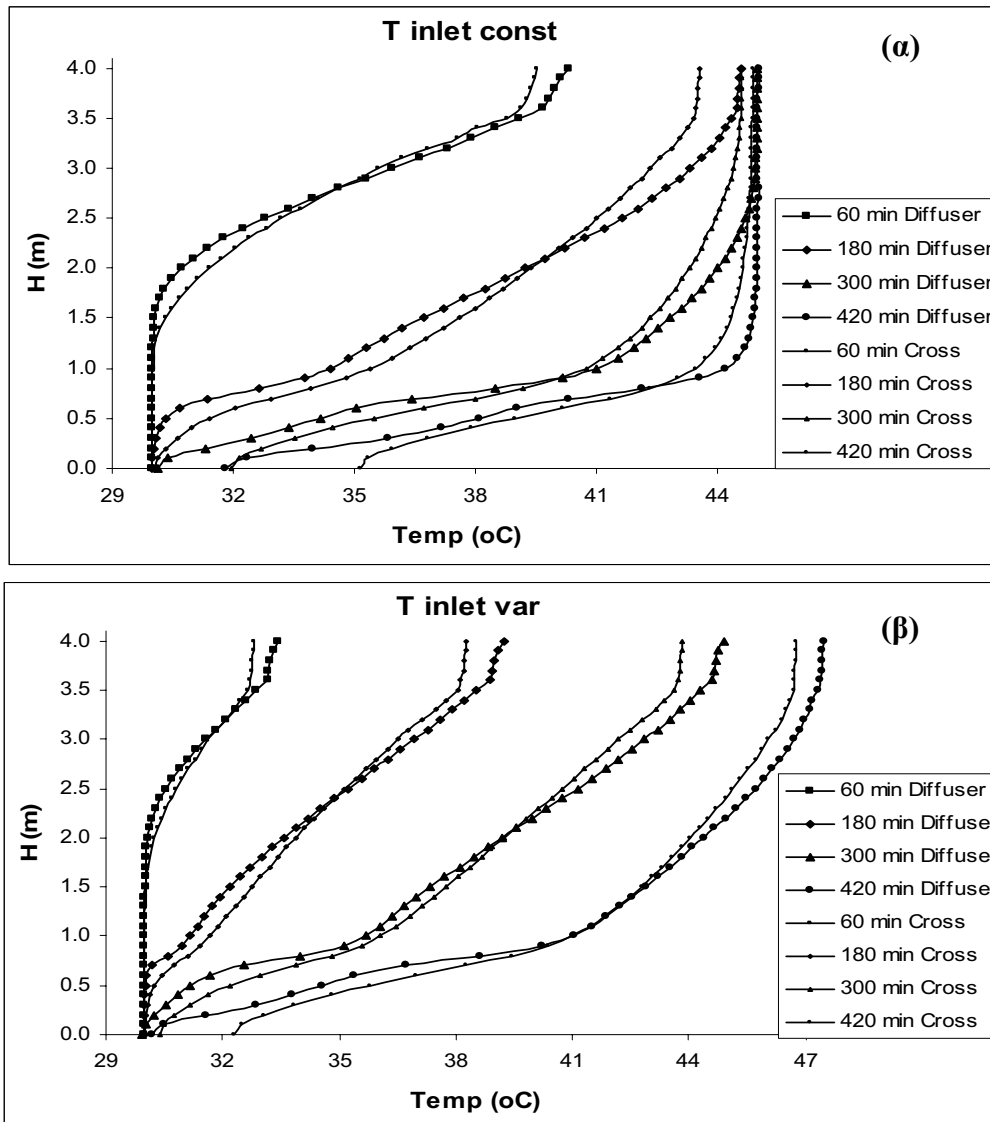 T inlet const
(α)
4.0
3.5
3.0
2.5
2.0
1.5
1.0
0.5
0.0
H (m)
29
32
35
38
41
44
Temp (oC)
60 min Diffuser
180 min Diffuser
300 min Diffuser
420 min Diffuser
60 min Cross
180 min Cross
300 min Cross
420 min Cross
T inlet var
(β)
4.0
3.5
3.0
2.5
2.0
1.5
1.0
0.5
0.0
H (m)
29
32
35
38
41
44
47
Temp (oC)
60 min Diffuser
180 min Diffuser
300 min Diffuser
420 min Diffuser
60 min Cross
180 min Cross
300 min Cross
420 min Cross